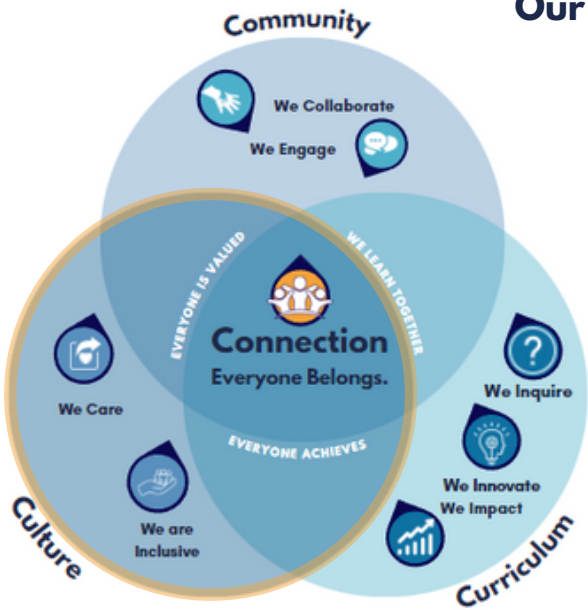 Our
Community
We Collaborate
We Engage
EVERYONE IS VALUED
WE LEARN TOGETHER
Connection
Everyone Belongs.
We Care
We Inquire
EVERYONE ACHIEVES
We Innovate
We Impact
We are
Inclusive
Culture
Curriculum